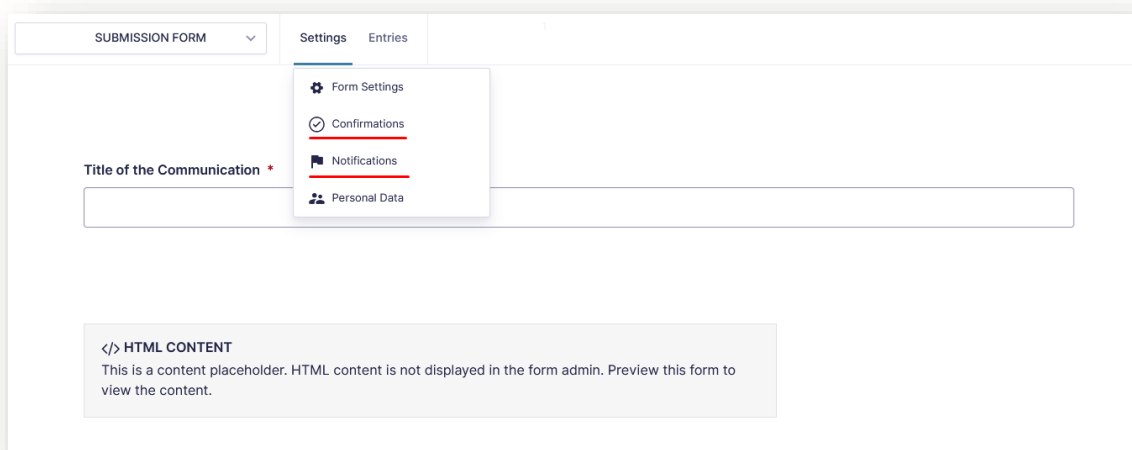 SUBMISSION FORM
Settings
Entries
Form Settings
Confirmations
Notifications
Personal Data
Title of the Communication *
</> HTML CONTENT
This is a content placeholder. HTML content is not displayed in the form admin. Preview this form to
view the content.